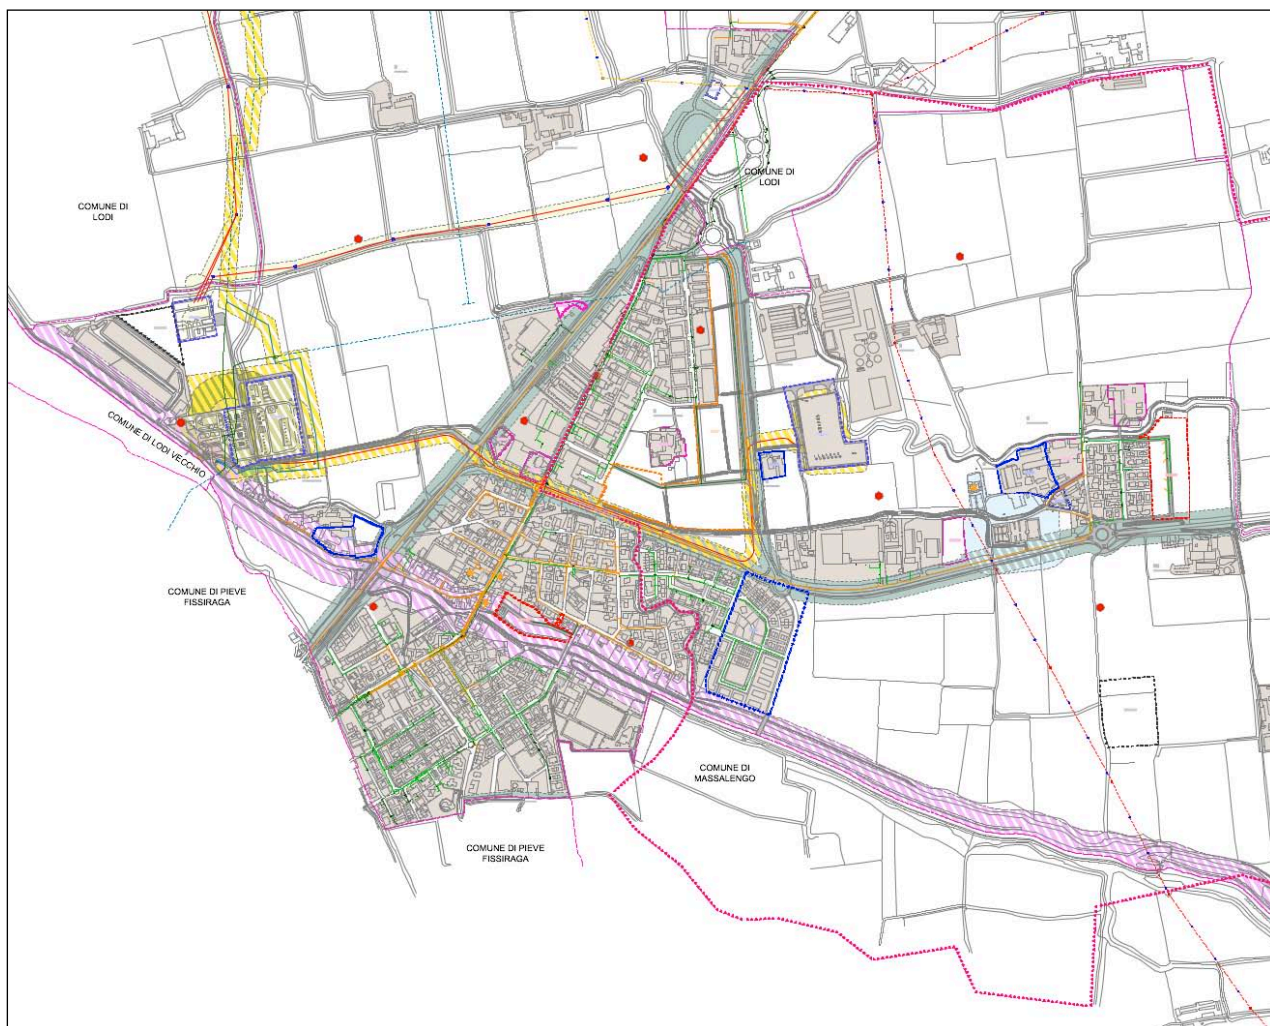 COMUNE DI
LODI
COMUNE DI
LODI
COMUNE DI LODI VECCHIO
COMUNE DI PIEVE
FISSIRAGA
COMUNE DI
MASSALENGO
COMUNE DI PIEVE
FISSIRAGA